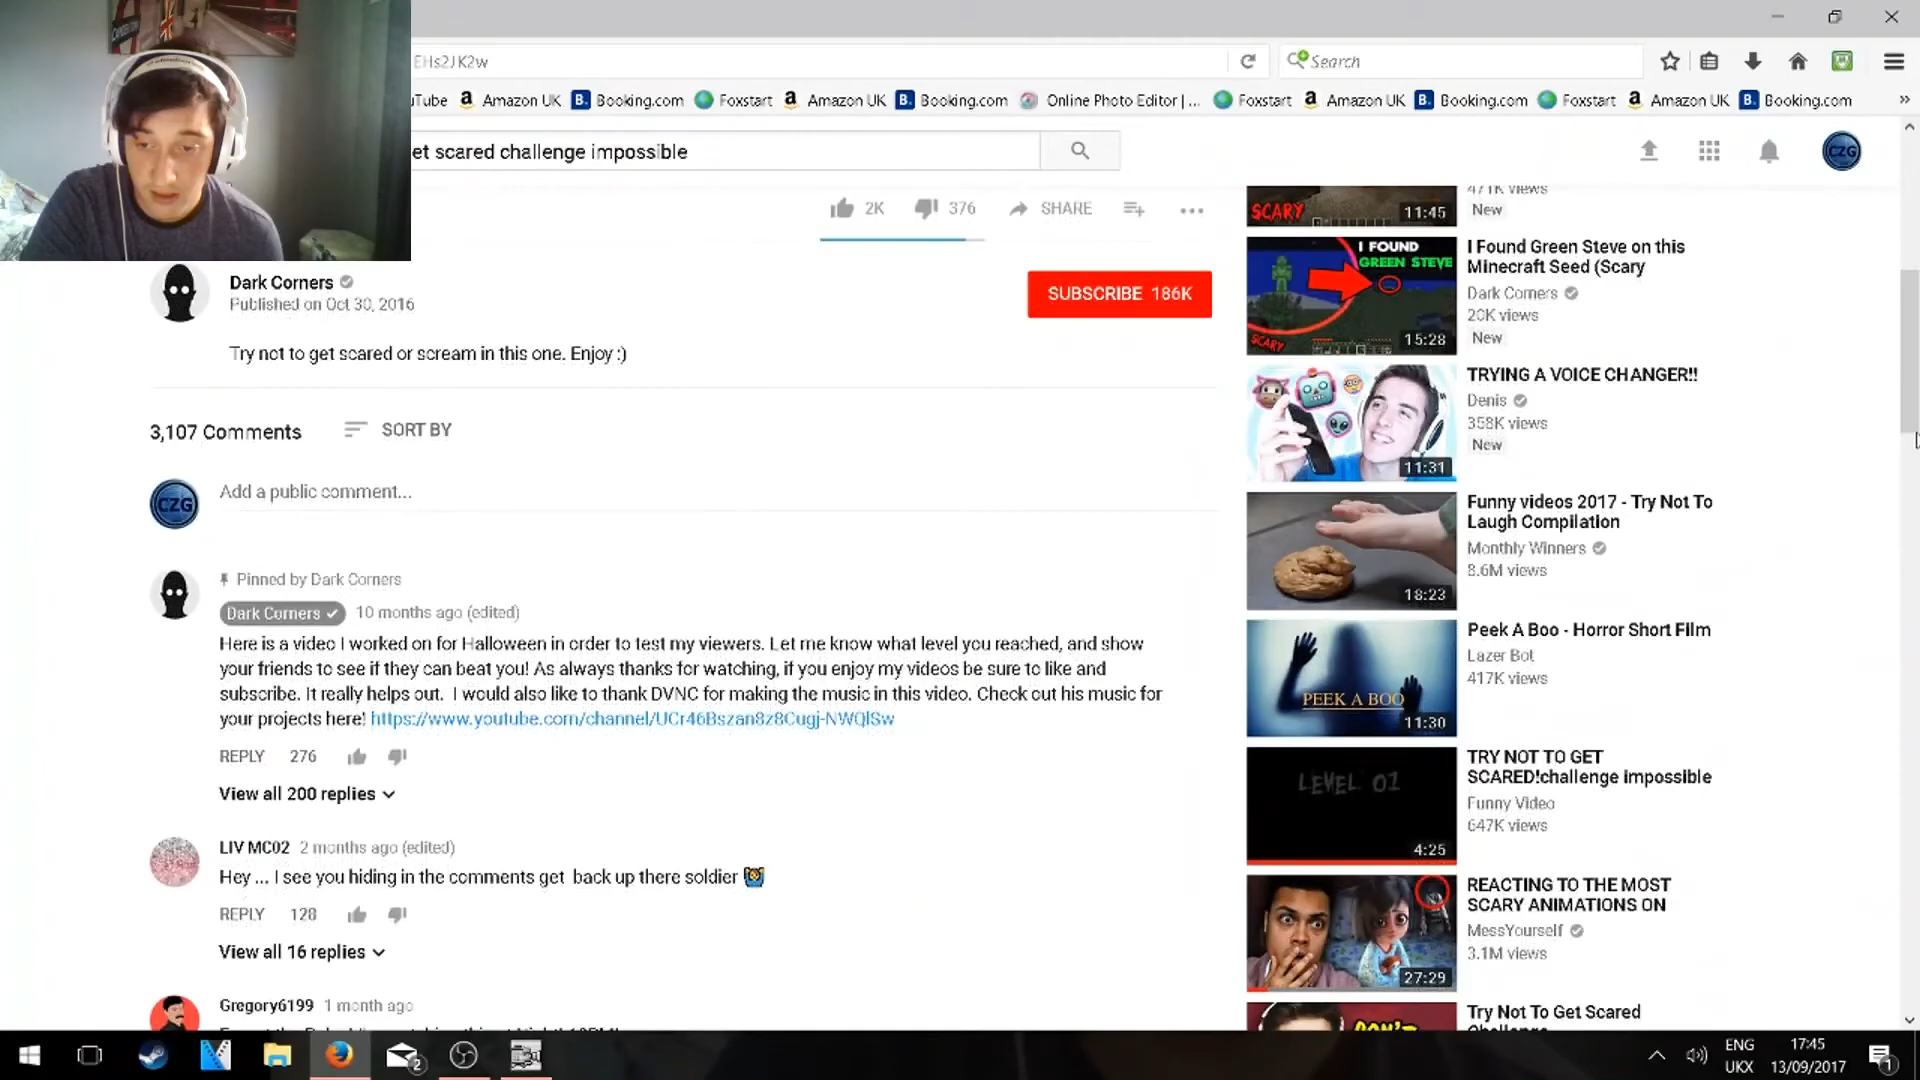 EHs2JK2w
Search
uTube Amazon UK Booking.com Foxstart Amazon UK Booking.com Online Photo Editor | ... Foxstart Amazon UK Booking.com Foxstart Amazon UK Booking.com
et scared challenge impossible
CZG
2K 376 SHARE
Dark Corners
Published on Oct 30, 2016
SUBSCRIBE 186K
Try not to get scared or scream in this one. Enjoy :)
3,107 Comments SORT BY
CZG
Add a public comment...
Pinned by Dark Corners
Dark Corners 10 months ago (edited)
Here is a video I worked on for Halloween in order to test my viewers. Let me know what level you reached, and show
your friends to see if they can beat you! As always thanks for watching, if you enjoy my videos be sure to like and
subscribe. It really helps out. I would also like to thank DVNC for making the music in this video. Check out his music for
your projects here! https://www.youtube.com/channel/UCr46Bszan8z8Cugj-NWQlSw
REPLY 276
View all 200 replies
LIV MC02 2 months ago (edited)
Hey ... I see you hiding in the comments get back up there soldier
REPLY 128
View all 16 replies
Gregory6199 1 month ago
SCARY
11:45
471K views
New
I FOUND
GREEN STEVE
SCARY
15:28
I Found Green Steve on this
Minecraft Seed (Scary
Dark Corners
20K views
New
11:31
TRYING A VOICE CHANGER!!
Denis
358K views
New
18:23
Funny videos 2017 - Try Not To
Laugh Compilation
Monthly Winners
8.6M views
PEEK A BOO
11:30
Peek A Boo - Horror Short Film
Lazer Bot
417K views
LEVEL 01
4:25
TRY NOT TO GET
SCARED!challenge impossible
Funny Video
647K views
27:29
REACTING TO THE MOST
SCARY ANIMATIONS ON
MessYourself
3.1M views
DON'T
Try Not To Get Scared
2
ENG
UKX
17:45
13/09/2017
1